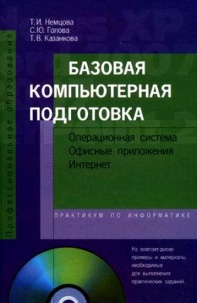 Профессиональное образование
Т.И. Немцова
С.Ю. Голова
Т.В. Казанкова
БАЗОВАЯ
КОМПЬЮТЕРНАЯ
ПОДГОТОВКА
Операционная система
Офисные приложения
Интернет
ПРАКТИКУМ ПО ИНФОРМАТИКЕ
На компакт-диске
примеры и материалы,
необходимые
для выполнения
практических заданий.